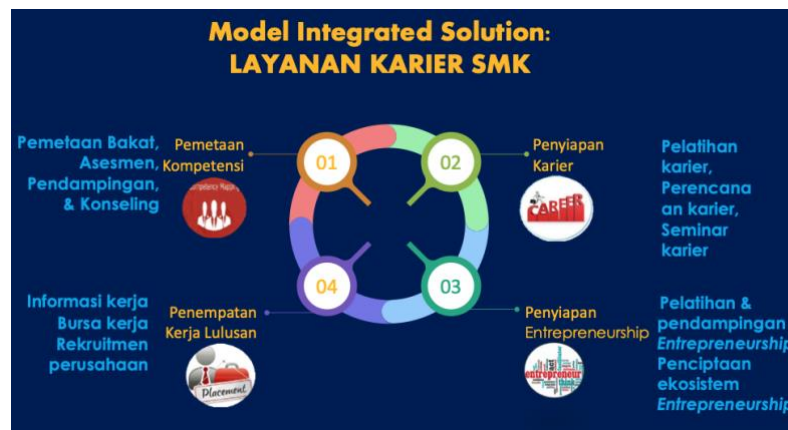 Model Integrated Solution:
LAYANAN KARIER SMK
Pemetaan Bakat,
Asesmen,
Pendampingan,
& Konseling
Pemetaan
Kompetensi
01
02
Penyiapan
Karier
CAREER
Pelatihan
karier,
Perencana
an karier,
Seminar
karier
Informasi kerja
Bursa kerja
Rekruitmen
perusahaan
Penempatan
Kerja Lulusan
Placement
04
03
Penyiapan
Entrepreneurship
entrepreneur
think
Pelatihan &
pendampingan
Entrepreneurship
Penciptaan
ekosistem
Entrepreneurship